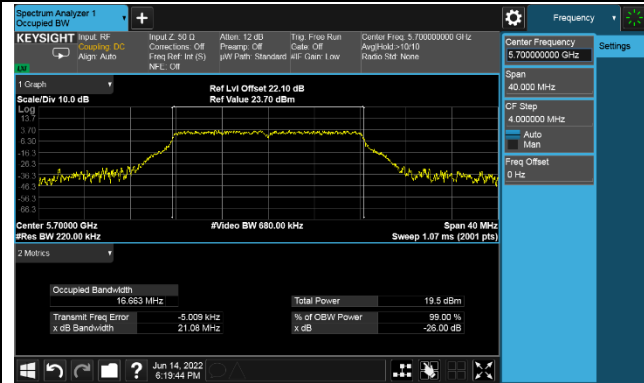 Spectrum Analyzer 1
Occupied BW
+
Frequency
KEYSIGHT
Input: RF
Coupling: DC
Align: Auto
Input Z: 50 Ω
Corrections: Off
Freq Ref: Int (S)
NFE: Off
Atten: 12 dB
Preamp: Off
µW Path: Standard
Trig: Free Run
Gate: Off
#IF Gain: Low
Center Freq: 5.700000000 GHz
Avg|Hold:>10/10
Radio Std: None
LM
Center Frequency
5.700000000 GHz
Settings
Span
40.000 MHz
CF Step
4.000000 MHz
Auto
Man
Freq Offset
0 Hz
1 Graph
Scale/Div 10.0 dB
Ref Lvl Offset 22.10 dB
Ref Value 23.70 dBm
Log
13.7
3.70
-6.30
-16.3
-26.3
-36.3
-46.3
-56.3
-66.3
Center 5.70000 GHz
#Video BW 680.00 kHz
Span 40 MHz
#Res BW 220.00 kHz
Sweep 1.07 ms (2001 pts)
2 Metrics
Occupied Bandwidth
16.663 MHz
Total Power
19.5 dBm
Transmit Freq Error
-5.009 kHz
% of OBW Power
99.00 %
x dB Bandwidth
21.08 MHz
x dB
-26.00 dB
?
Jun 14, 2022
6:19:44 PM